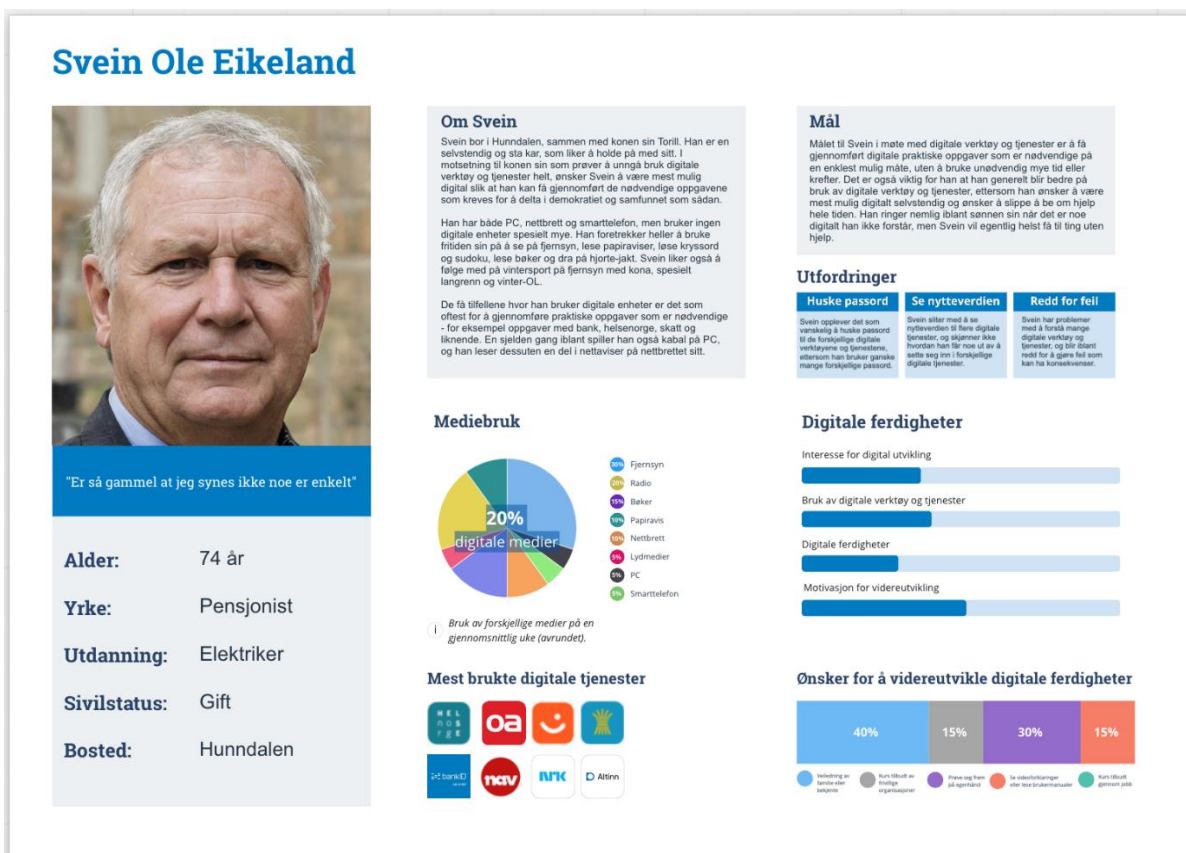 Svein Ole Eikeland
"Er så gammel at jeg synes ikke noe er enkelt"
Alder: 74 år
Yrke: Pensjonist
Utdanning: Elektriker
Sivilstatus: Gift
Bosted: Hunndalen
Om Svein
Svein bor i Hunndalen, sammen med konen sin Torill. Han er en
selvstendig og sta kar, som liker å holde på med sitt. I
motsetning til konen sin som prøver å unngå bruk digitale
verktøy og tjenester helt, ønsker Svein å være mest mulig
digital slik at han kan få gjennomført de nødvendige oppgavene
som kreves for å delta i demokratiet og samfunnet som sådan.
Han har både PC, nettbrett og smarttelefon, men bruker ingen
digitale enheter spesielt mye. Han foretrekker heller å bruke
fritiden sin på å se på fjernsyn, lese papiraviser, løse kryssord
og sudoku, lese bøker og dra på hjorte-jakt. Svein liker også å
følge med på vintersport på fjernsyn med kona, spesielt
langrenn og vinter-OL.
De få tilfellene hvor han bruker digitale enheter er det som
oftest for å gjennomføre praktiske oppgaver som er nødvendige
- for eksempel oppgaver med bank, helsenorge, skatt og
liknende. En sjelden gang iblant spiller han også kabal på PC,
og han leser dessuten en del i nettaviser på nettbrettet sitt.
Mål
Målet til Svein i møte med digitale verktøy og tjenester er å få
gjennomført digitale praktiske oppgaver som er nødvendige på
en enklest mulig måte, uten å bruke unødvendig mye tid eller
krefter. Det er også viktig for han at han generelt blir bedre på
bruk av digitale verktøy og tjenester, ettersom han ønsker å være
mest mulig digitalt selvstendig og ønsker å slippe å be om hjelp
hele tiden. Han ringer nemlig iblant sønnen sin når det er noe
digitalt han ikke forstår, men Svein vil egentlig helst få til ting uten
hjelp.
Utfordringer
Huske passord
Svein opplever det som
vanskelig å huske passord
til de forskjellige digitale
verktøyene og tjenestene,
ettersom han bruker ganske
mange forskjellige passord.
Se nytteverdien
Svein sliter med å se
nytteverdien til flere digitale
tjenester, og skjønner ikke
hvordan han får noe ut av å
sette seg inn i forskjellige
digitale tjenester.
Redd for feil
Svein har problemer
med å forstå mange
digitale verktøy og
tjenester, og blir iblant
redd for å gjøre feil som
kan ha konsekvenser.
Mediebruk
20%
digitale medier
30% Fjernsyn
20% Radio
15% Bøker
10% Papiravis
10% Nettbrett
5% Lydmedier
5% PC
5% Smarttelefon
i Bruk av forskjellige medier på en
gjennomsnittlig uke (avrundet).
Digitale ferdigheter
Interesse for digital utvikling
Bruk av digitale verktøy og tjenester
Digitale ferdigheter
Motivasjon for videreutvikling
Mest brukte digitale tjenester
HEL
nOS
rGE
oa
bankID
nav
NRK
Altinn
Ønsker for å videreutvikle digitale ferdigheter
40% 15% 30% 15%
Veiledning av
familie eller
bekjente
Kurs tilbudt av
frivillige
organisasjoner
Prøve seg frem
på egenhånd
Se videoforklaringer
eller lese brukermanualer
Kurs tilbudt
gjennom jobb